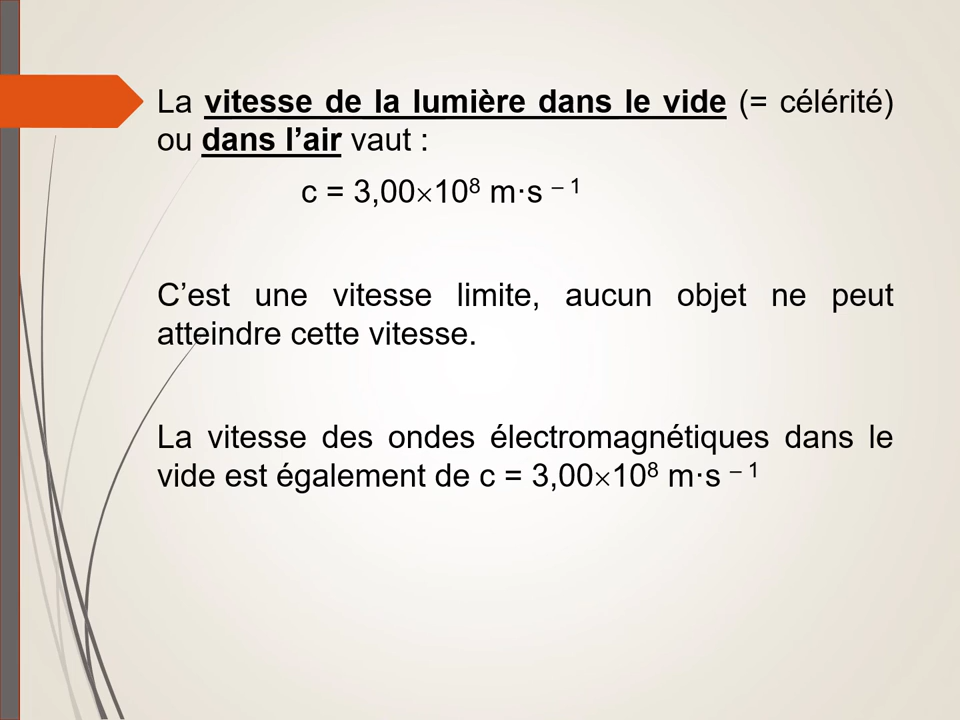 La vitesse de la lumière dans le vide (= célérité)
ou dans l’air vaut :
c = 3,00×10⁸ m·s ⁻ ¹
C’est une vitesse limite, aucun objet ne peut
atteindre cette vitesse.
La vitesse des ondes électromagnétiques dans le
vide est également de c = 3,00×10⁸ m·s ⁻ ¹